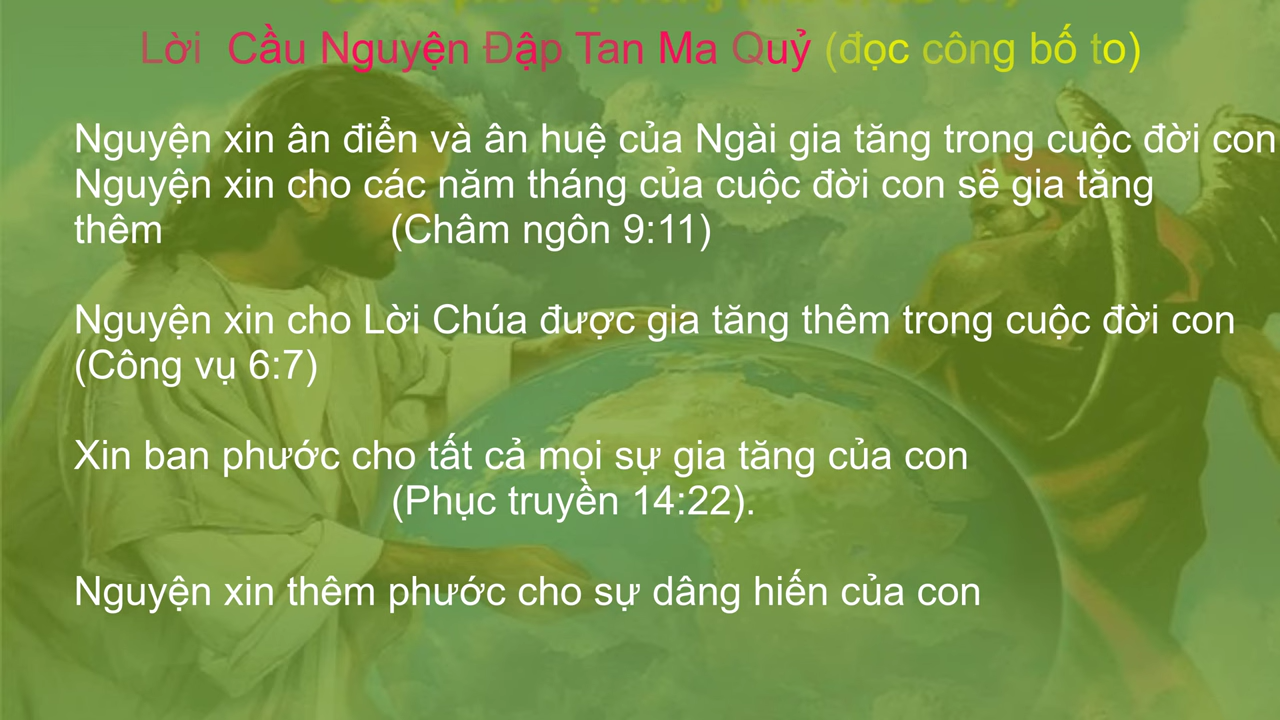 Lời Cầu Nguyện Đập Tan Ma Quỷ (đọc công bố to)
Nguyện xin ân điển và ân huệ của Ngài gia tăng trong cuộc đời con
Nguyện xin cho các năm tháng của cuộc đời con sẽ gia tăng
thêm (Châm ngôn 9:11)
Nguyện xin cho Lời Chúa được gia tăng thêm trong cuộc đời con
(Công vụ 6:7)
Xin ban phước cho tất cả mọi sự gia tăng của con
(Phục truyền 14:22).
Nguyện xin thêm phước cho sự dâng hiến của con